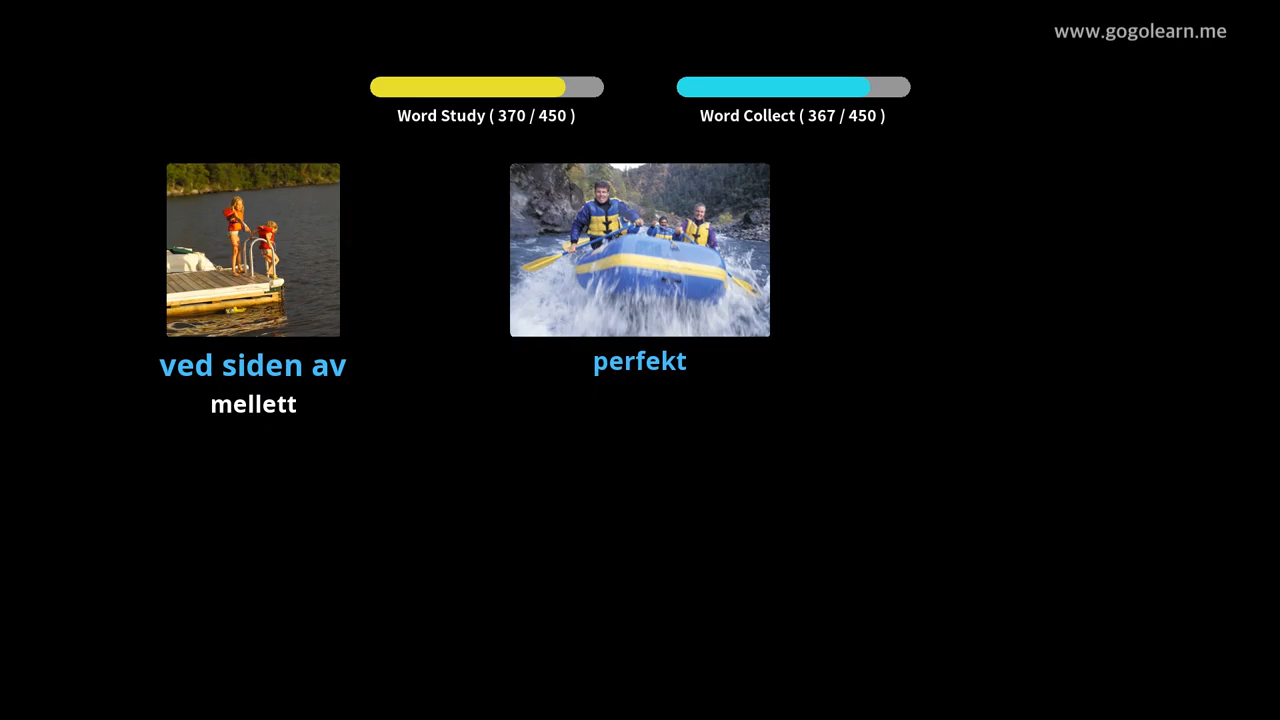 www.gogolearn.me
Word Study ( 370 / 450 )
Word Collect ( 367 / 450 )
ved siden av
mellett
perfekt